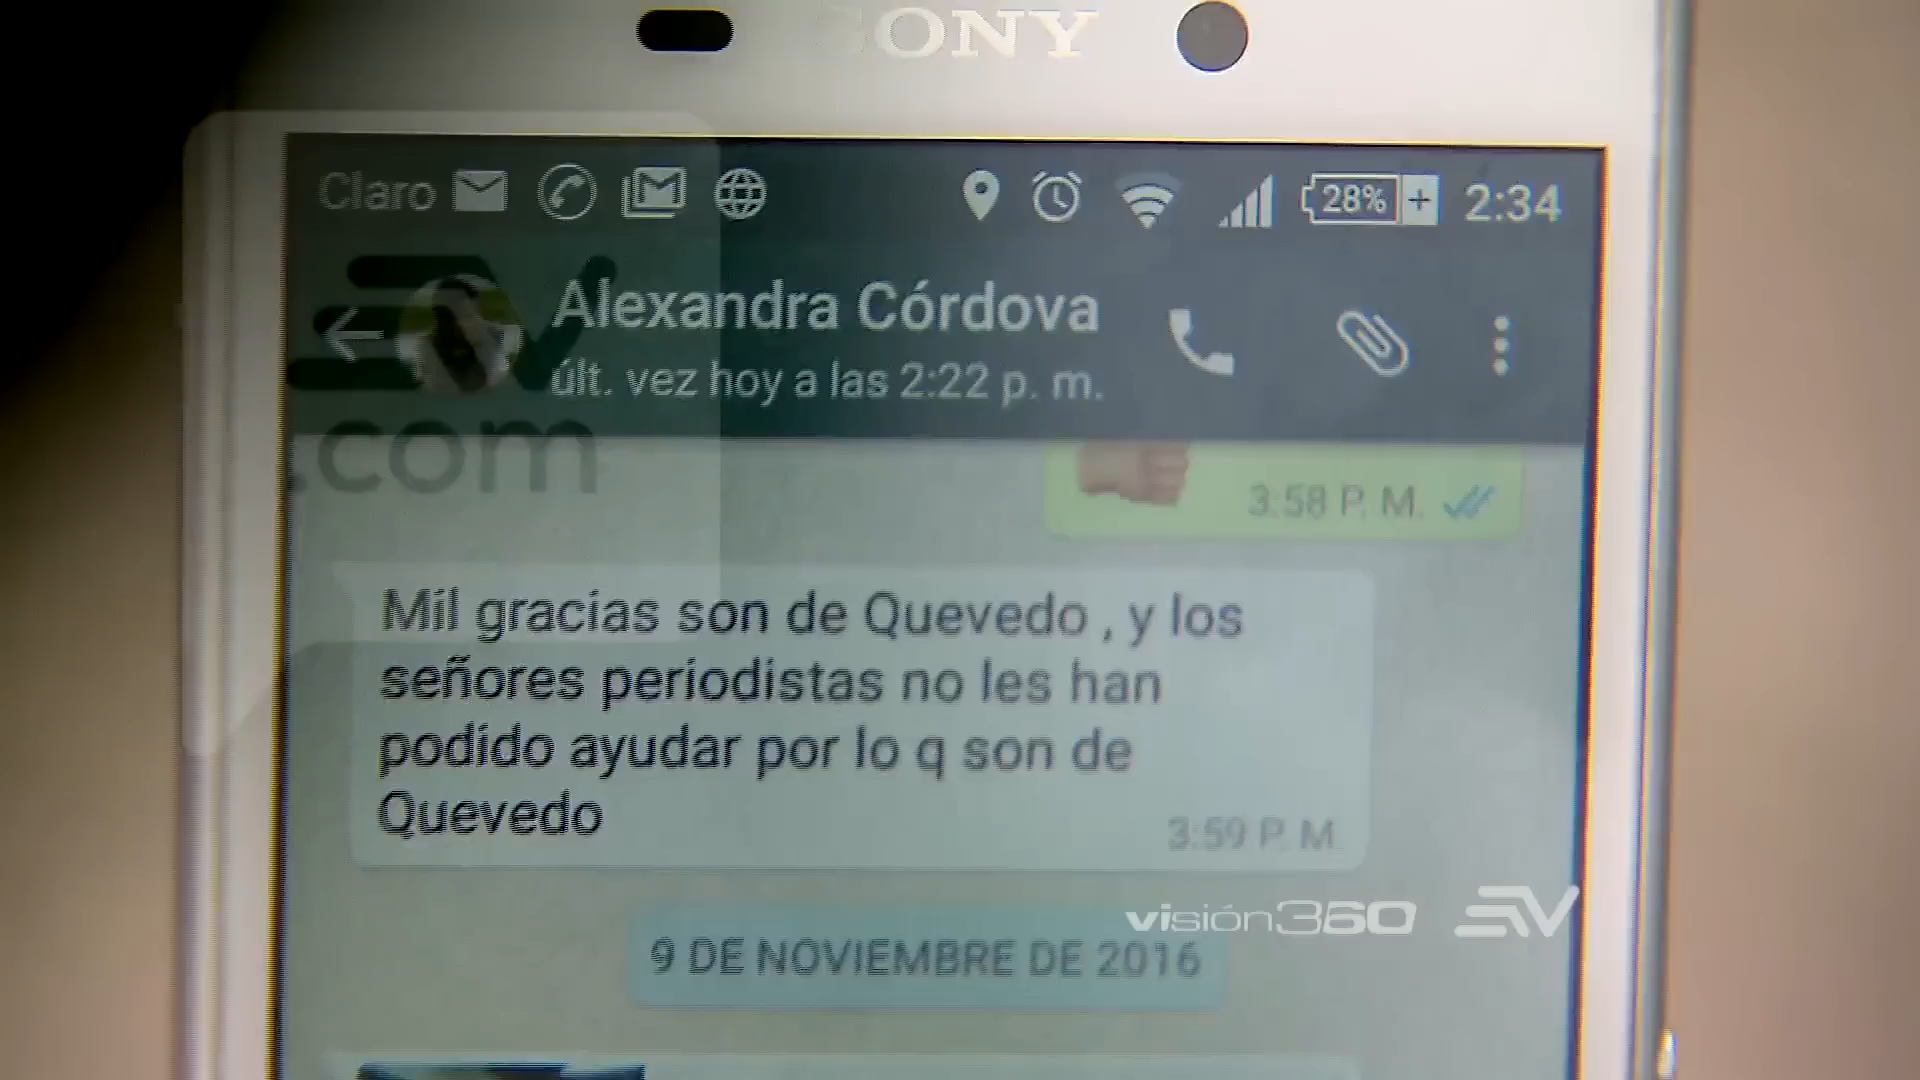 SONY
Claro
28%
2:34
Alexandra Córdova
últ. vez hoy a las 2:22 p. m.
.com
3:58 P. M.
Mil gracias son de Quevedo , y los
señores periodistas no les han
podido ayudar por lo q son de
Quevedo
3:59 P. M.
visión360
9 DE NOVIEMBRE DE 2016